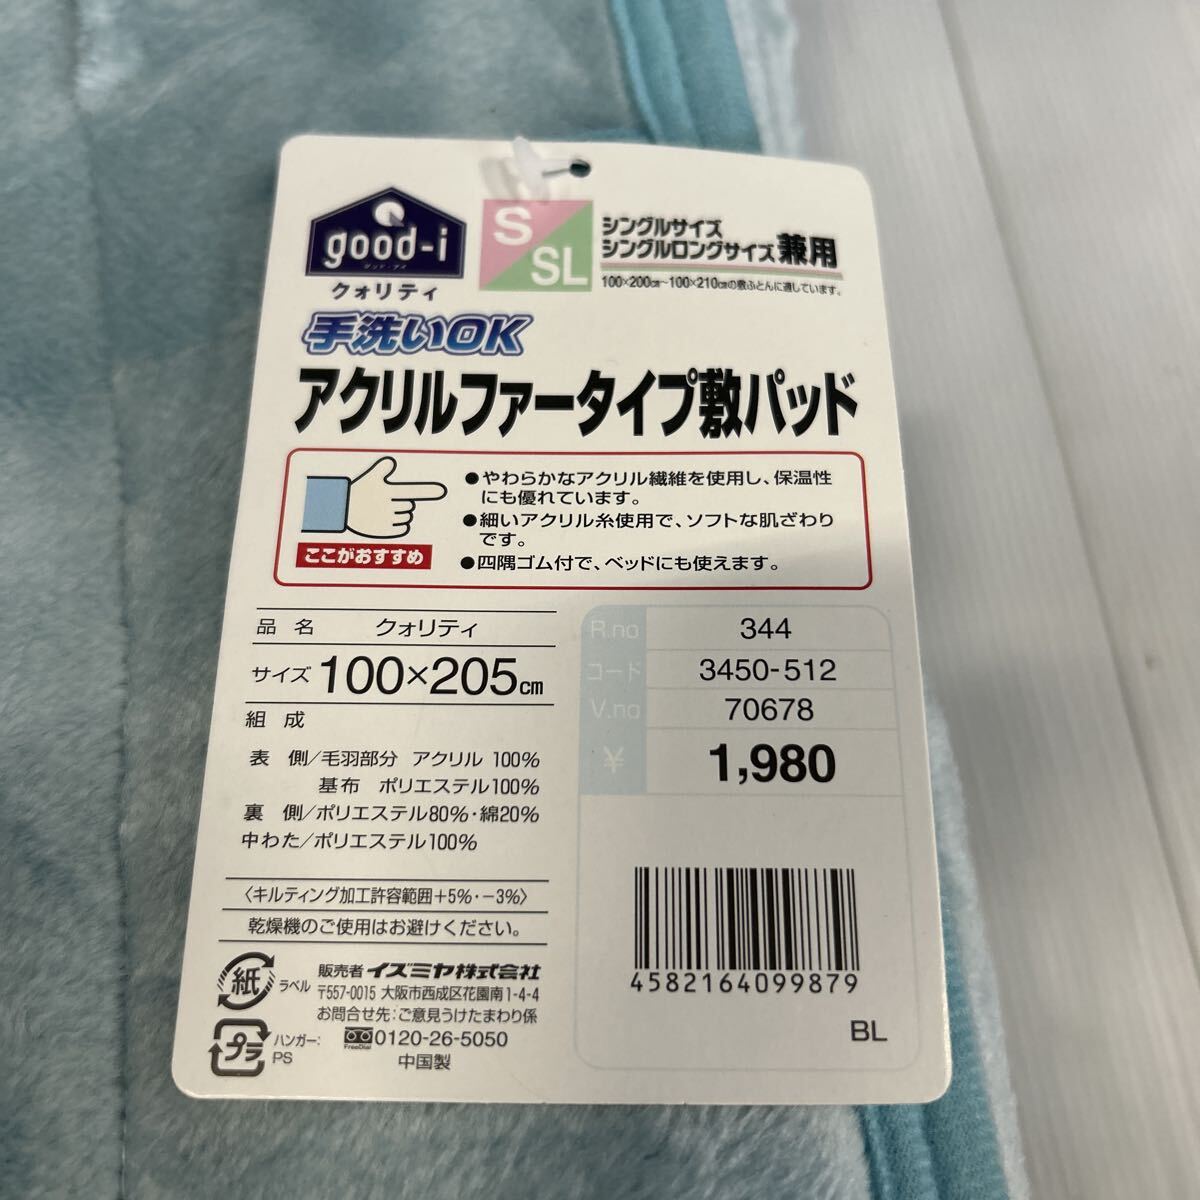 good-i
グッド・アイ
クォリティ
S
SL
シングルサイズ
シングルロングサイズ兼用
100×200㎝～100×210㎝の敷ふとんに適しています。
手洗いOK
アクリルファータイプ敷パッド
ここがおすすめ
●やわらかなアクリル繊維を使用し、保温性
にも優れています。
●細いアクリル糸使用で、ソフトな肌ざわり
です。
●四隅ゴム付で、ベッドにも使えます。
品名 クォリティ
サイズ 100×205㎝
組成
表側/毛羽部分 アクリル 100%
基布 ポリエステル100%
裏側/ポリエステル80%・綿20%
中わた/ポリエステル100%
〈キルティング加工許容範囲+5%・−3%〉
乾燥機のご使用はお避けください。
紙 ラベル
プラ ハンガー:
PS
販売者 イズミヤ株式会社
〒557-0015 大阪市西成区花園南1-4-4
お問合せ先:ご意見うけたまわり係
FreeDial 0120-26-5050
中国製
R.no 344
コード 3450-512
V.no 70678
¥ 1,980
4582164099879
BL